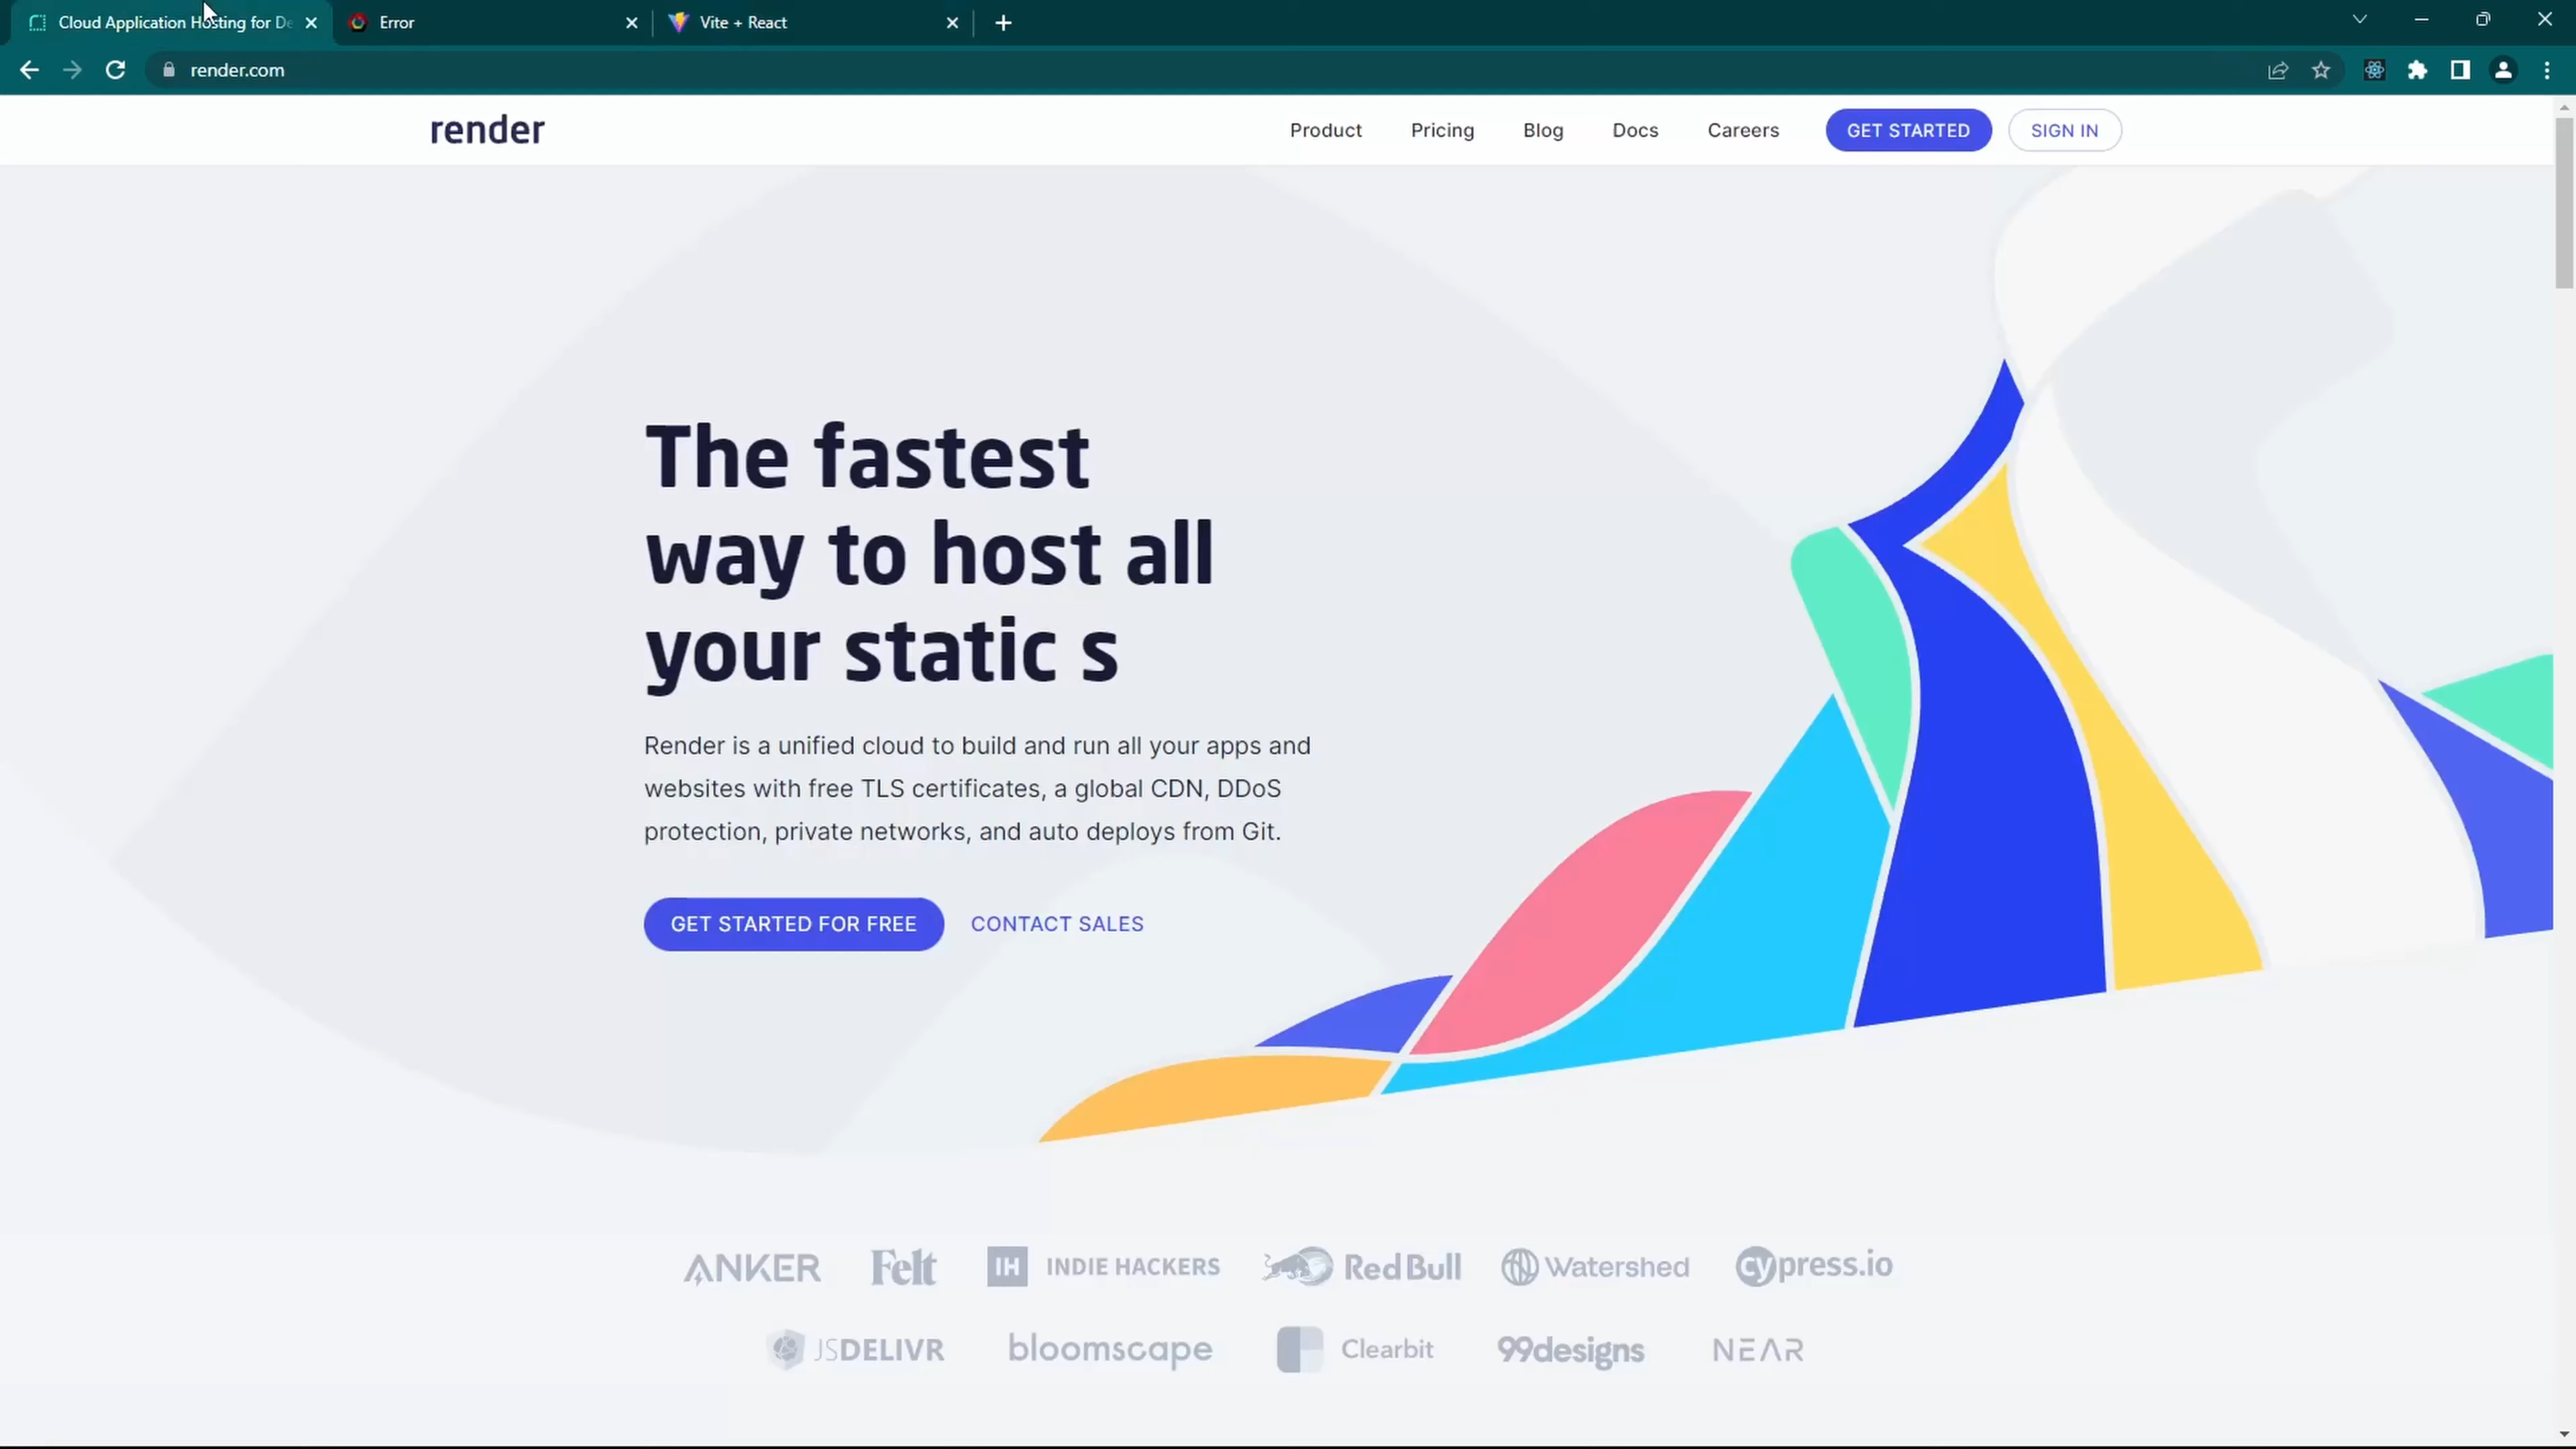 Cloud Application Hosting for De
Error
Vite + React
render.com
render
Product
Pricing
Blog
Docs
Careers
GET STARTED
SIGN IN
The fastest
way to host all
your static s
Render is a unified cloud to build and run all your apps and
websites with free TLS certificates, a global CDN, DDoS
protection, private networks, and auto deploys from Git.
GET STARTED FOR FREE
CONTACT SALES
ANKER
Felt
IH INDIE HACKERS
Red Bull
Watershed
cypress.io
JSDELIVR
bloomscape
Clearbit
99designs
NEAR